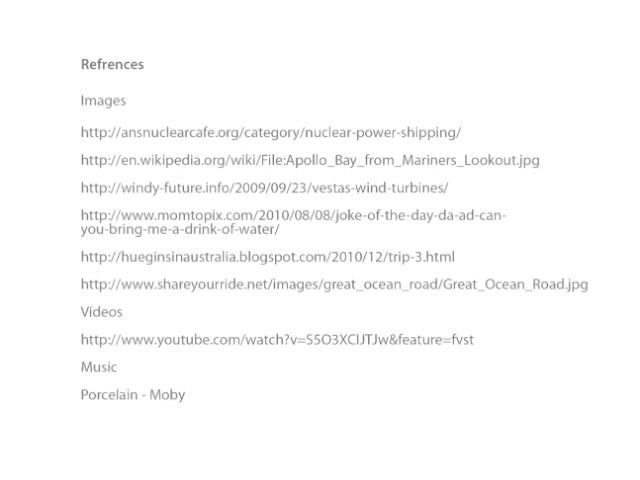 Refrences
Images
http://ansnuclearcafe.org/category/nuclear-power-shipping/
http://en.wikipedia.org/wiki/File:Apollo_Bay_from_Mariners_Lookout.jpg
http://windy-future.info/2009/09/23/vestas-wind-turbines/
http://www.momtopix.com/2010/08/08/joke-of-the-day-da-ad-can-
you-bring-me-a-drink-of-water/
http://hueginsinaustralia.blogspot.com/2010/12/trip-3.html
http://www.shareyourride.net/images/great_ocean_road/Great_Ocean_Road.jpg
Videos
http://www.youtube.com/watch?v=S5O3XCIJTJw&feature=fvst
Music
Porcelain - Moby